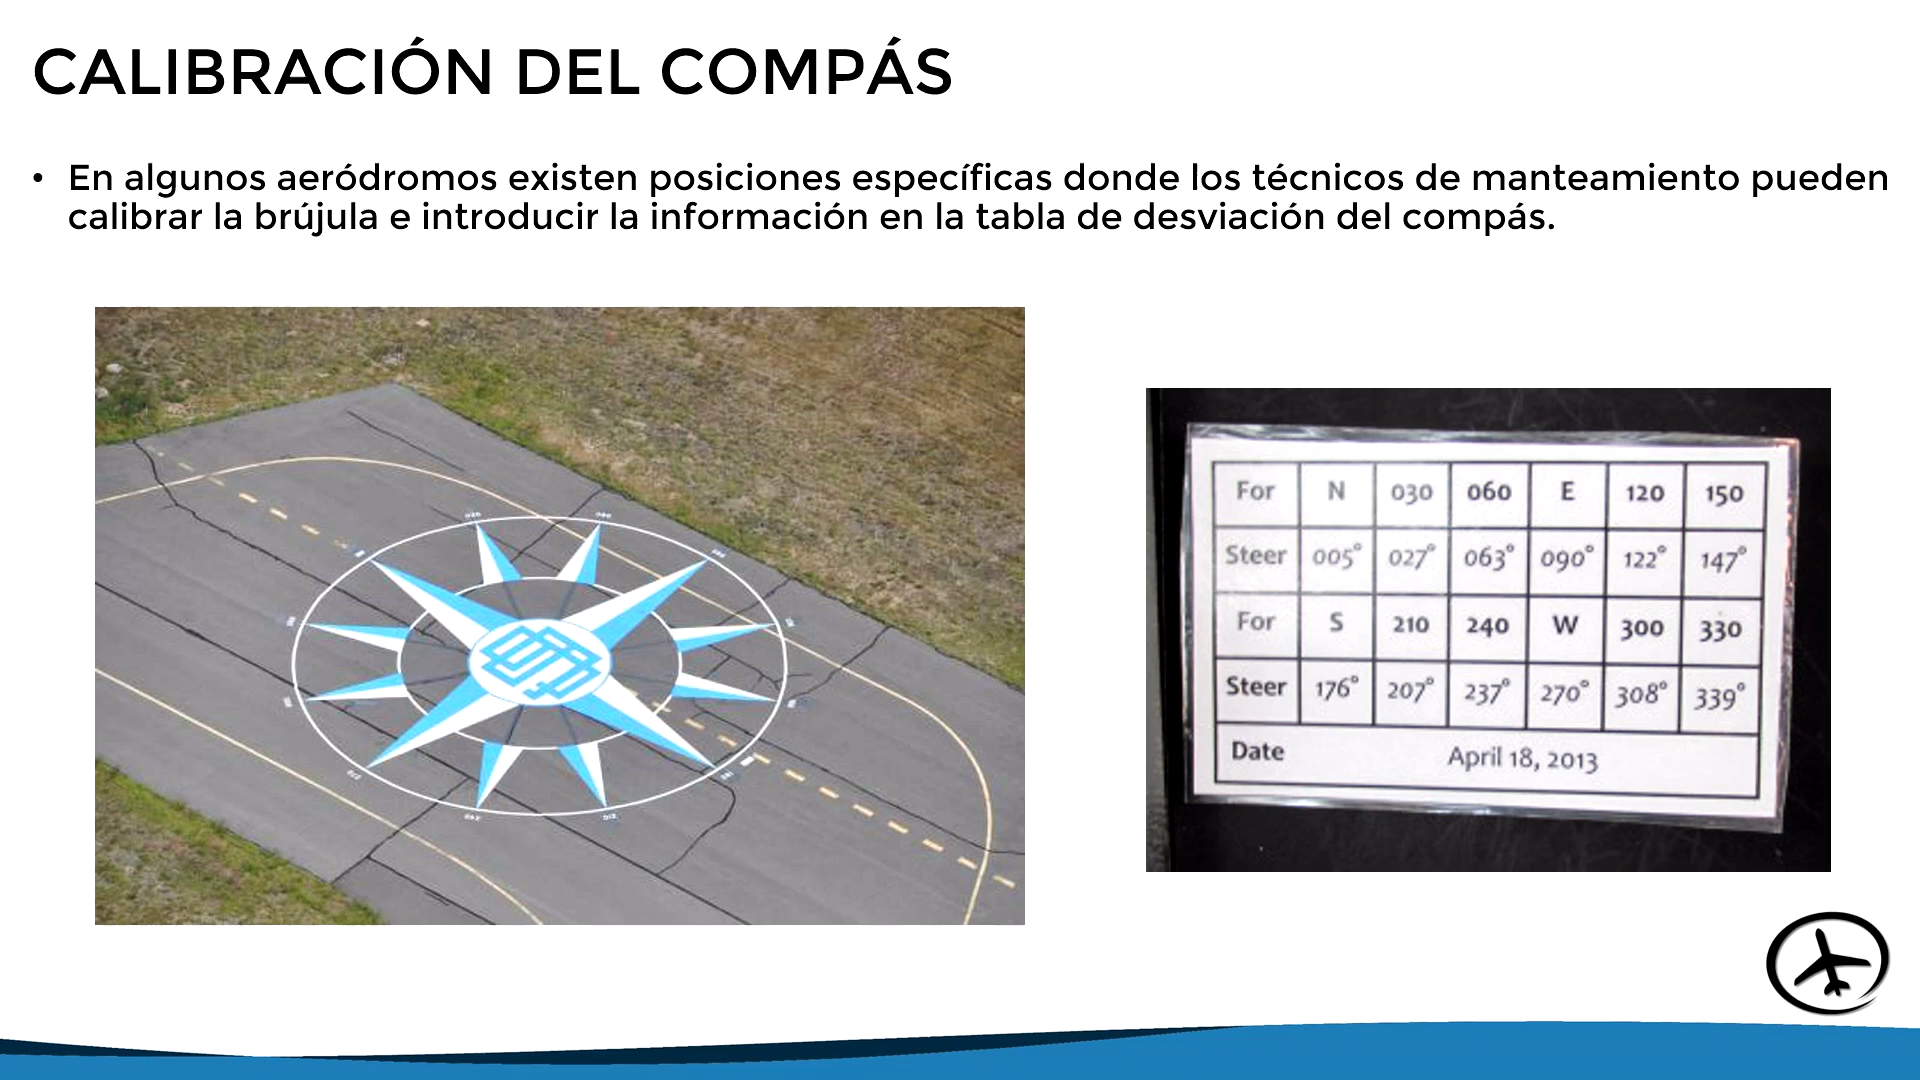 CALIBRACIÓN DEL COMPÁS
• En algunos aeródromos existen posiciones específicas donde los técnicos de manteamiento pueden
calibrar la brújula e introducir la información en la tabla de desviación del compás.
For N 030 060 E 120 150
Steer 005° 027° 063° 090° 122° 147°
For S 210 240 W 300 330
Steer 176° 207° 237° 270° 308° 339°
Date April 18, 2013